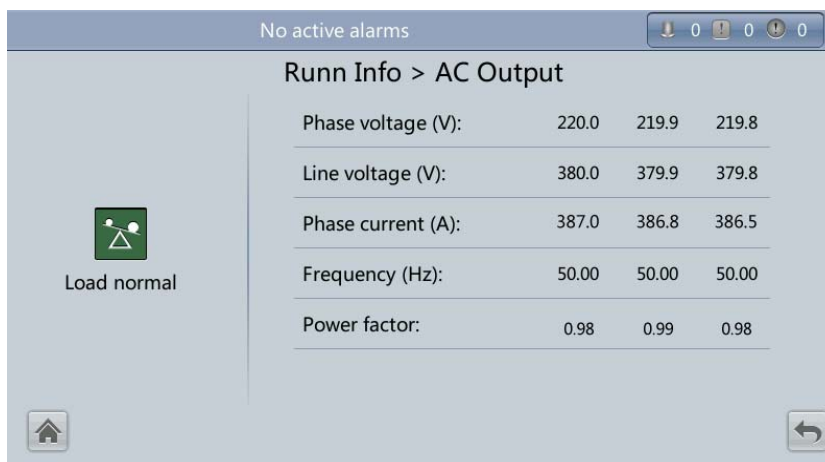 No active alarms 0 0 0
Runn Info > AC Output
Phase voltage (V): 220.0 219.9 219.8
Line voltage (V): 380.0 379.9 379.8
Phase current (A): 387.0 386.8 386.5
Frequency (Hz): 50.00 50.00 50.00
Power factor: 0.98 0.99 0.98
Load normal